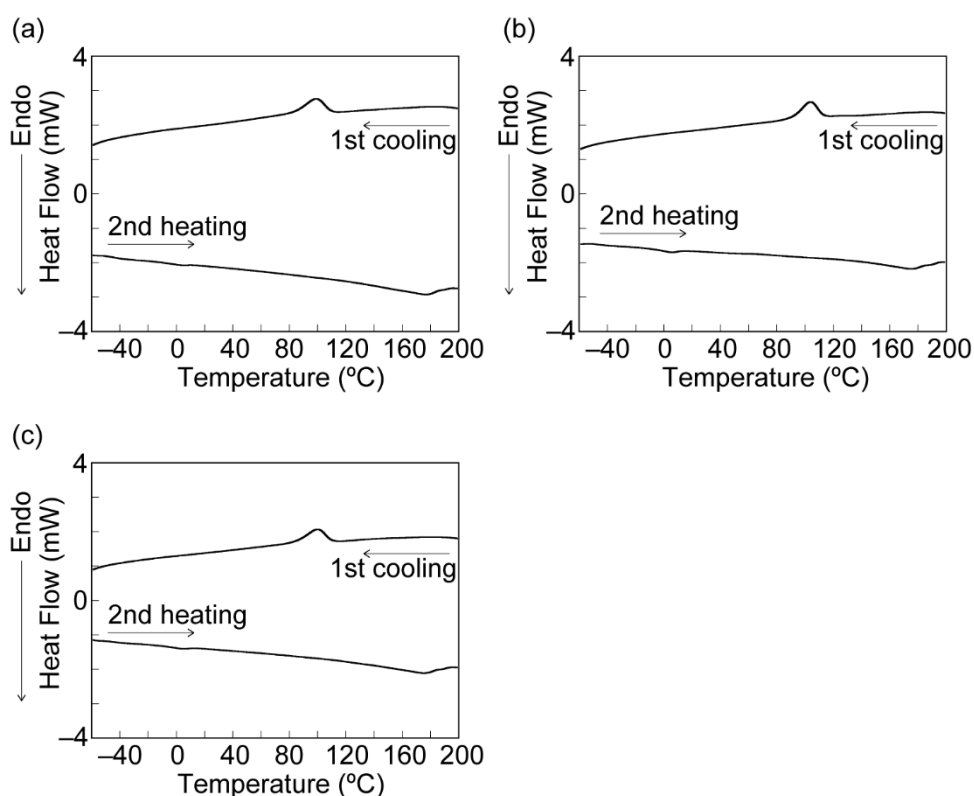 (a)
4
0
–4
Endo
Heat Flow (mW)
1st cooling
2nd heating
–40 0 40 80 120 160 200
Temperature (ºC)
(b)
4
0
–4
Endo
Heat Flow (mW)
1st cooling
2nd heating
–40 0 40 80 120 160 200
Temperature (ºC)
(c)
4
0
–4
Endo
Heat Flow (mW)
1st cooling
2nd heating
–40 0 40 80 120 160 200
Temperature (ºC)